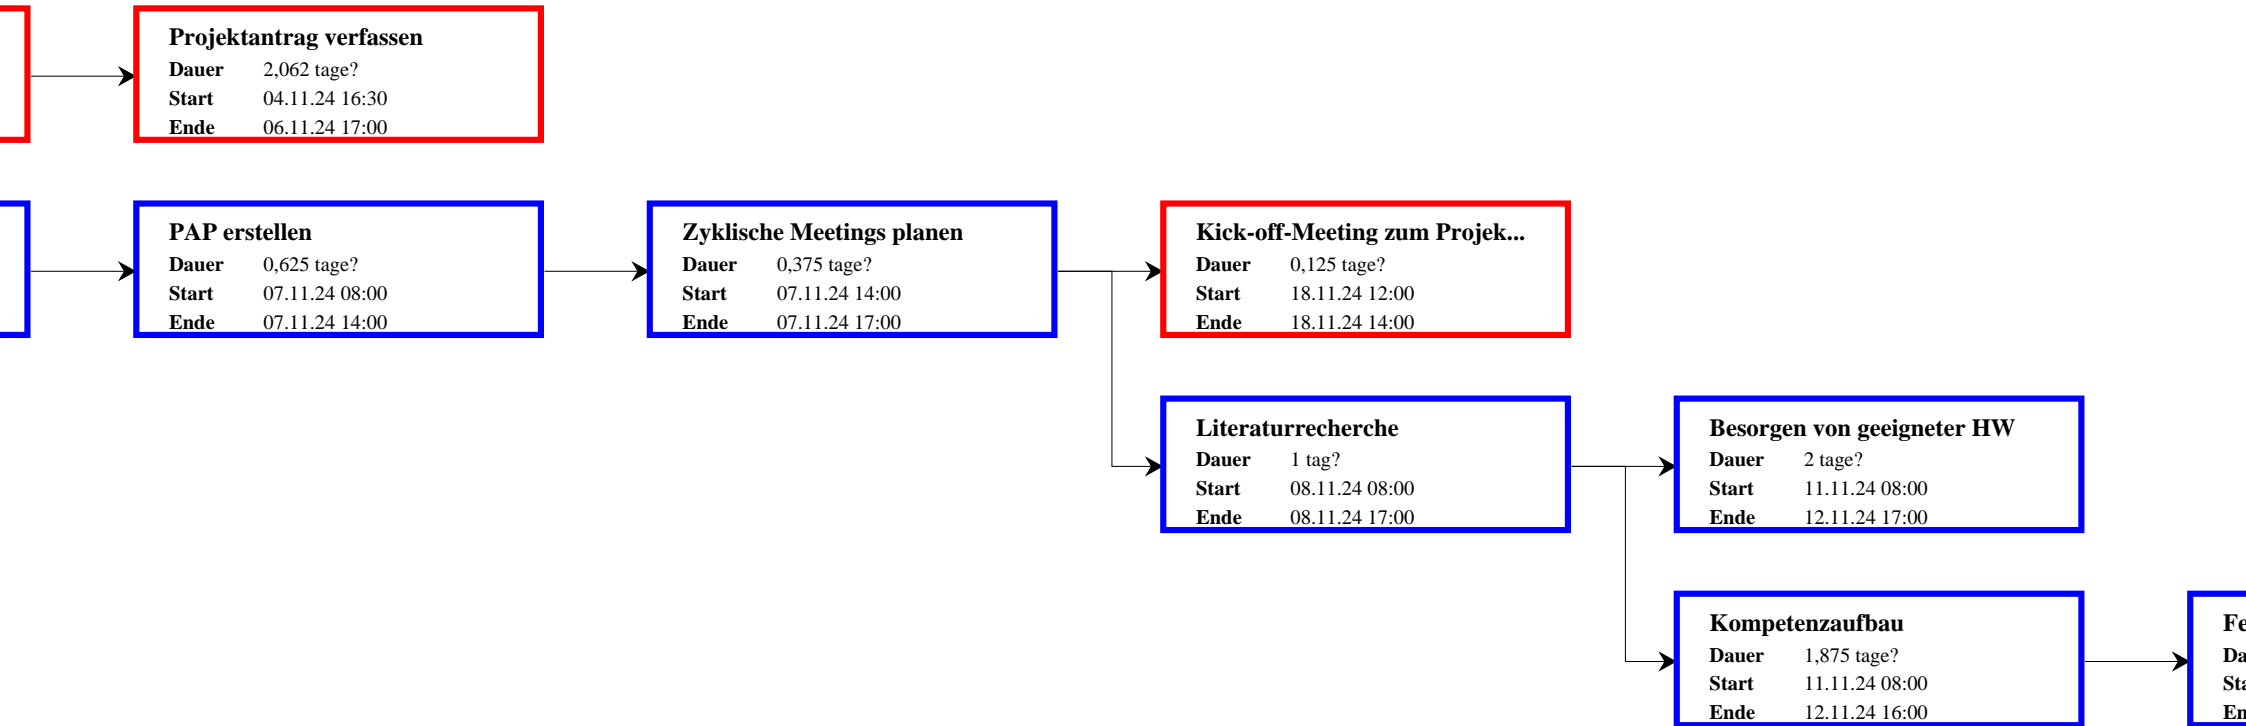 Projektantrag verfassen
Dauer 2,062 tage?
Start 04.11.24 16:30
Ende 06.11.24 17:00
PAP erstellen
Dauer 0,625 tage?
Start 07.11.24 08:00
Ende 07.11.24 14:00
Zyklische Meetings planen
Dauer 0,375 tage?
Start 07.11.24 14:00
Ende 07.11.24 17:00
Kick-off-Meeting zum Projek...
Dauer 0,125 tage?
Start 18.11.24 12:00
Ende 18.11.24 14:00
Literaturrecherche
Dauer 1 tag?
Start 08.11.24 08:00
Ende 08.11.24 17:00
Besorgen von geeigneter HW
Dauer 2 tage?
Start 11.11.24 08:00
Ende 12.11.24 17:00
Kompetenzaufbau
Dauer 1,875 tage?
Start 11.11.24 08:00
Ende 12.11.24 16:00